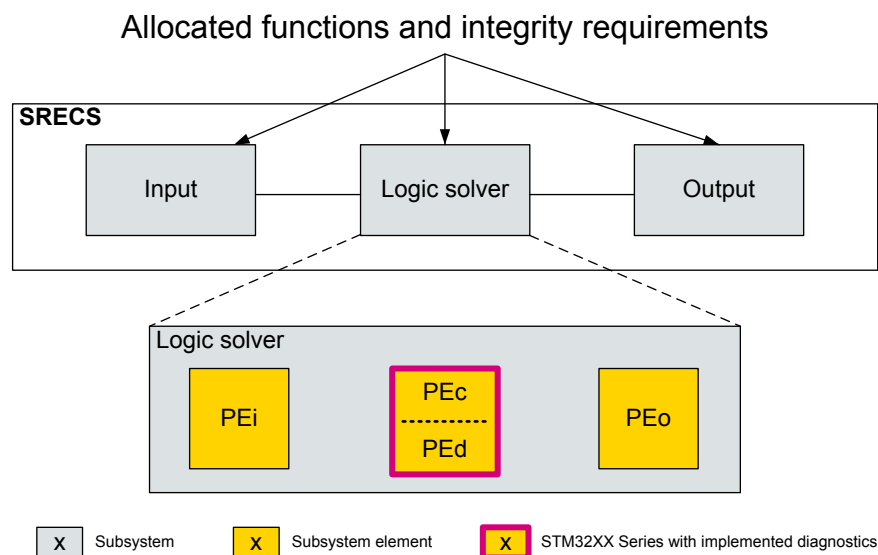 Allocated functions and integrity requirements
SRECS
Input
Logic solver
Output
Logic solver
PEi
PEc
PEd
PEo
X Subsystem
X Subsystem element
X STM32XX Series with implemented diagnostics